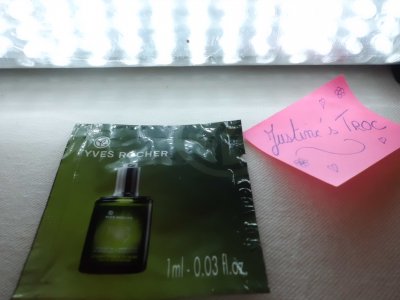 YVES ROCHER
1ml - 0.03 fl.oz.
Justine's Troc